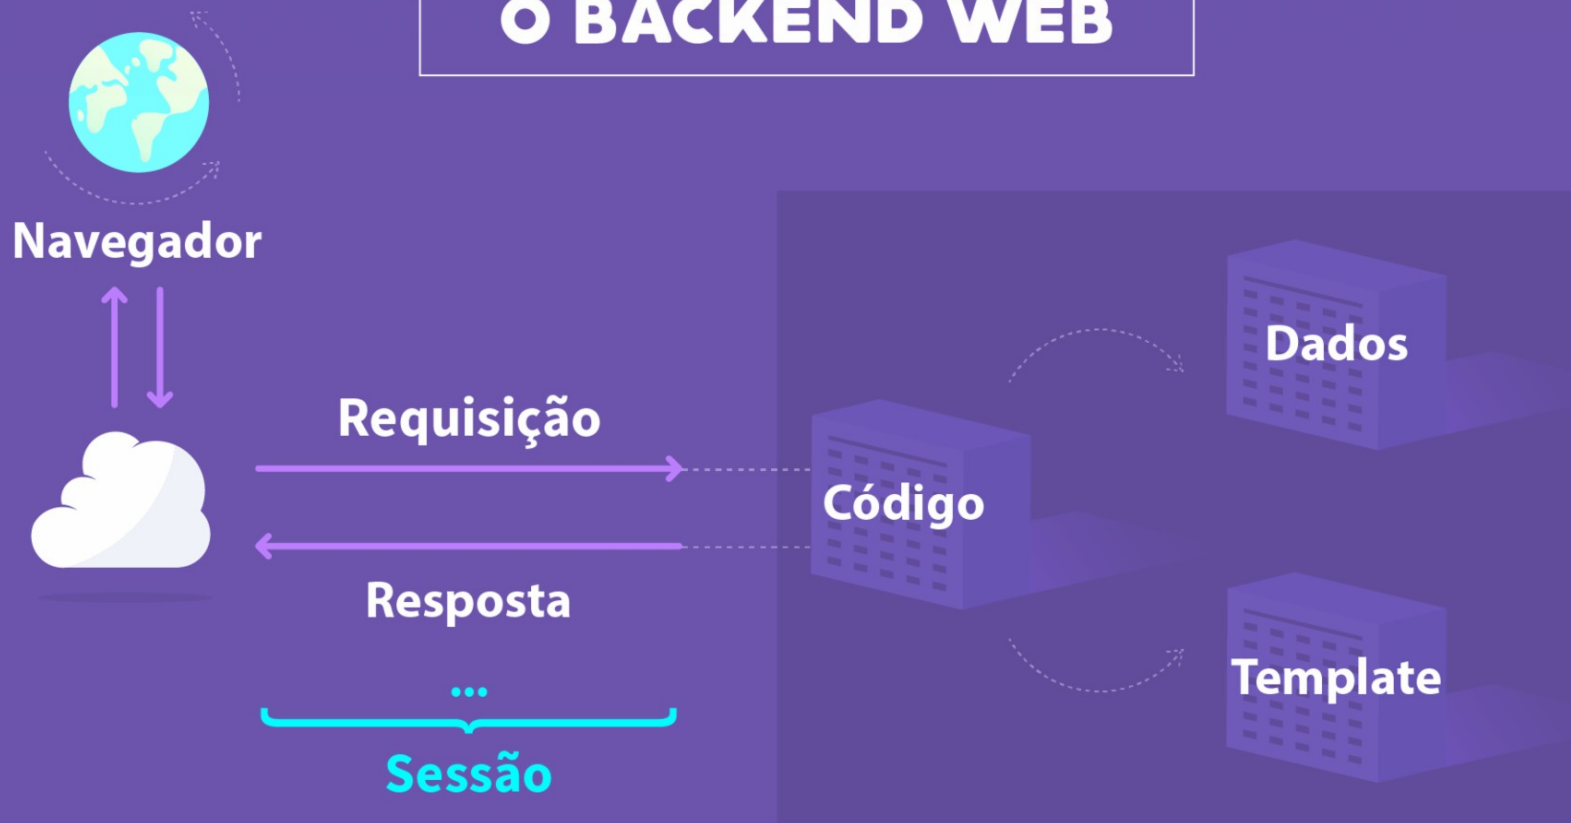 O BACKEND WEB
Navegador
Requisição
Resposta
...
Sessão
Código
Dados
Template